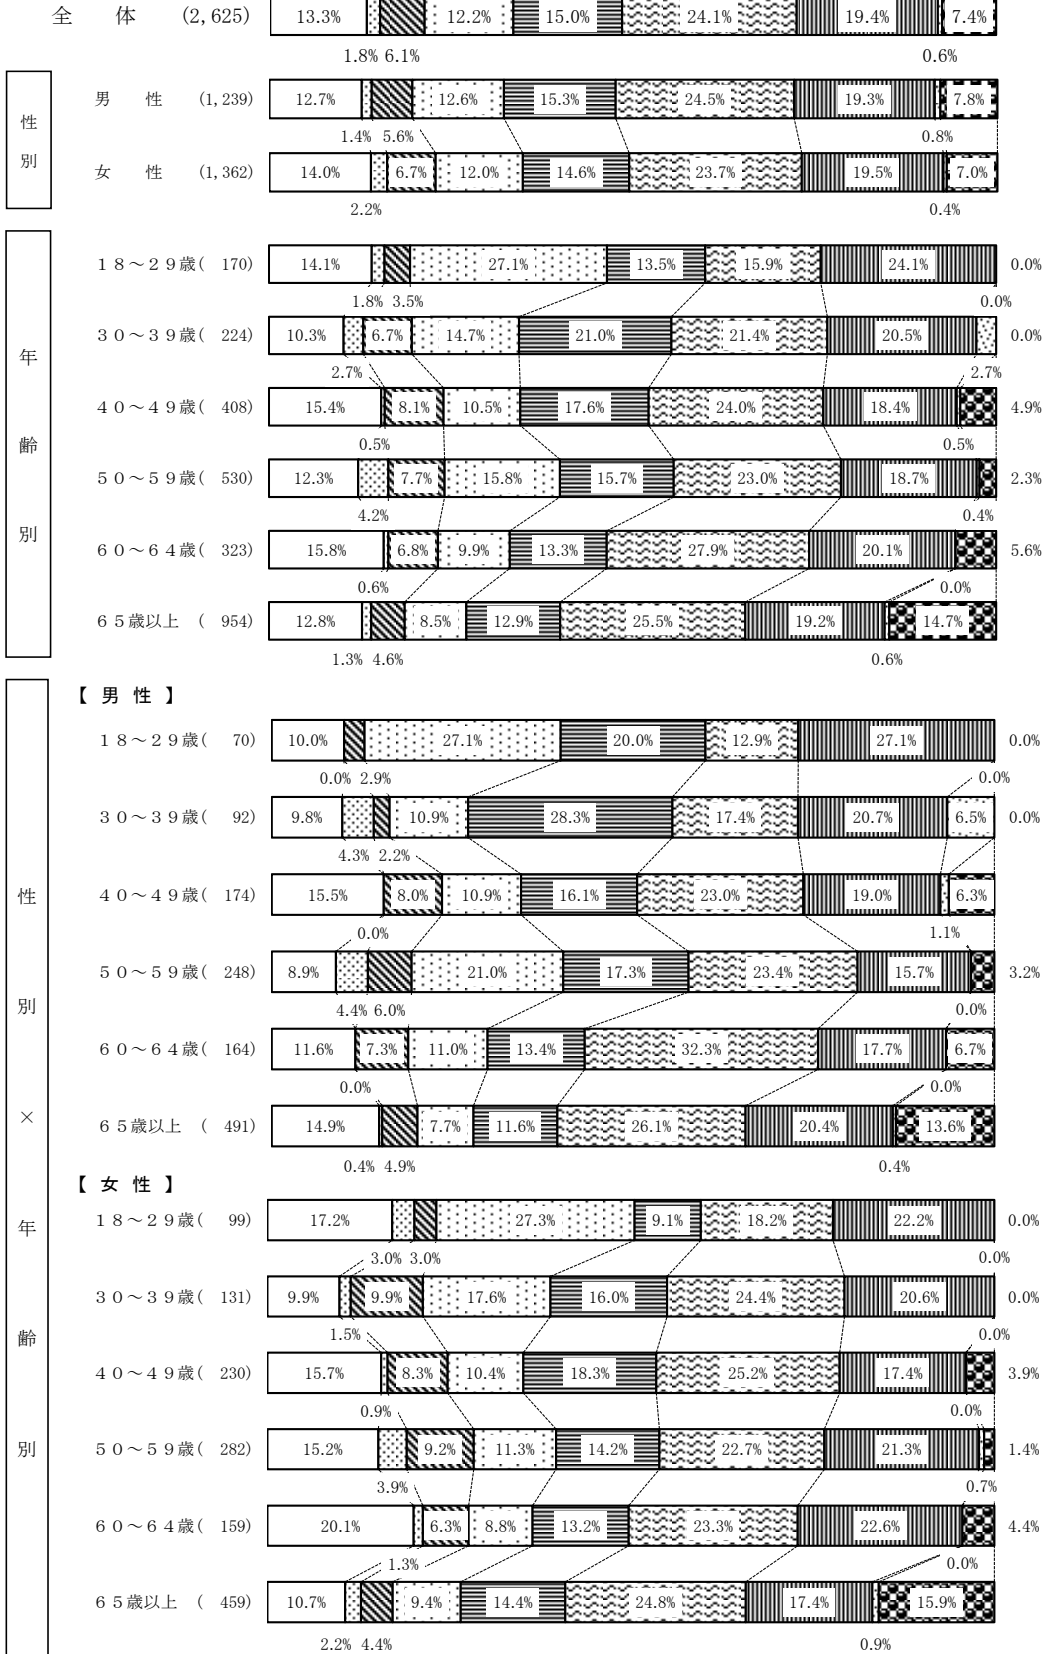 全 体 (2,625) 13.3% 12.2% 15.0% 24.1% 19.4% 7.4%
1.8% 6.1% 0.6%
性別
男 性 (1,239) 12.7% 12.6% 15.3% 24.5% 19.3% 7.8%
1.4% 5.6% 0.8%
女 性 (1,362) 14.0% 6.7% 12.0% 14.6% 23.7% 19.5% 7.0%
2.2% 0.4%
年齢別
18～29歳( 170) 14.1% 27.1% 13.5% 15.9% 24.1% 0.0%
1.8% 3.5% 0.0%
30～39歳( 224) 10.3% 6.7% 14.7% 21.0% 21.4% 20.5% 0.0%
2.7% 2.7%
40～49歳( 408) 15.4% 8.1% 10.5% 17.6% 24.0% 18.4% 4.9%
0.5% 0.5%
50～59歳( 530) 12.3% 7.7% 15.8% 15.7% 23.0% 18.7% 2.3%
4.2% 0.4%
60～64歳( 323) 15.8% 6.8% 9.9% 13.3% 27.9% 20.1% 5.6%
0.6% 0.0%
65歳以上 ( 954) 12.8% 8.5% 12.9% 25.5% 19.2% 14.7%
1.3% 4.6% 0.6%
性別×年齢別
【 男 性 】
18～29歳( 70) 10.0% 27.1% 20.0% 12.9% 27.1% 0.0%
0.0% 2.9% 0.0%
30～39歳( 92) 9.8% 10.9% 28.3% 17.4% 20.7% 6.5% 0.0%
4.3% 2.2%
40～49歳( 174) 15.5% 8.0% 10.9% 16.1% 23.0% 19.0% 6.3%
0.0% 1.1%
50～59歳( 248) 8.9% 21.0% 17.3% 23.4% 15.7% 3.2%
4.4% 6.0% 0.0%
60～64歳( 164) 11.6% 7.3% 11.0% 13.4% 32.3% 17.7% 6.7%
0.0% 0.0%
65歳以上 ( 491) 14.9% 7.7% 11.6% 26.1% 20.4% 13.6%
0.4% 4.9% 0.4%
【 女 性 】
18～29歳( 99) 17.2% 27.3% 9.1% 18.2% 22.2% 0.0%
3.0% 3.0% 0.0%
30～39歳( 131) 9.9% 9.9% 17.6% 16.0% 24.4% 20.6% 0.0%
1.5% 0.0%
40～49歳( 230) 15.7% 8.3% 10.4% 18.3% 25.2% 17.4% 3.9%
0.9% 0.0%
50～59歳( 282) 15.2% 9.2% 11.3% 14.2% 22.7% 21.3% 1.4%
3.9% 0.7%
60～64歳( 159) 20.1% 6.3% 8.8% 13.2% 23.3% 22.6% 4.4%
1.3% 0.0%
65歳以上 ( 459) 10.7% 9.4% 14.4% 24.8% 17.4% 15.9%
2.2% 4.4% 0.9%